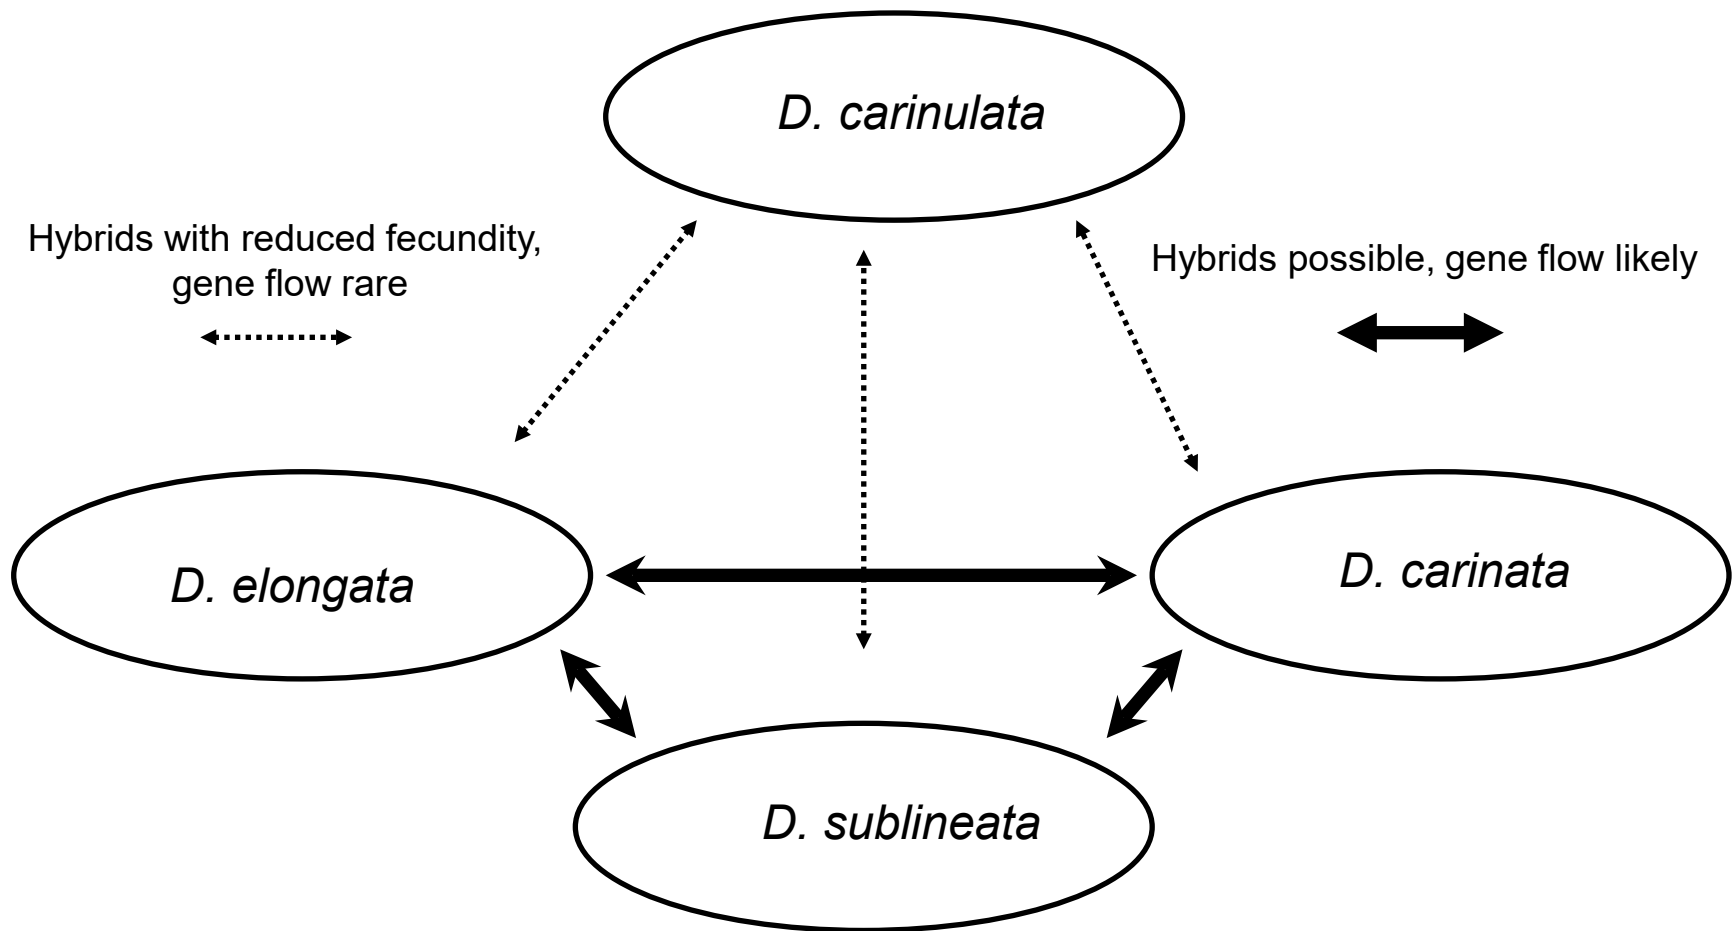 D. carinulata
Hybrids with reduced fecundity,
gene flow rare
Hybrids possible, gene flow likely
D. elongata
D. carinata
D. sublineata